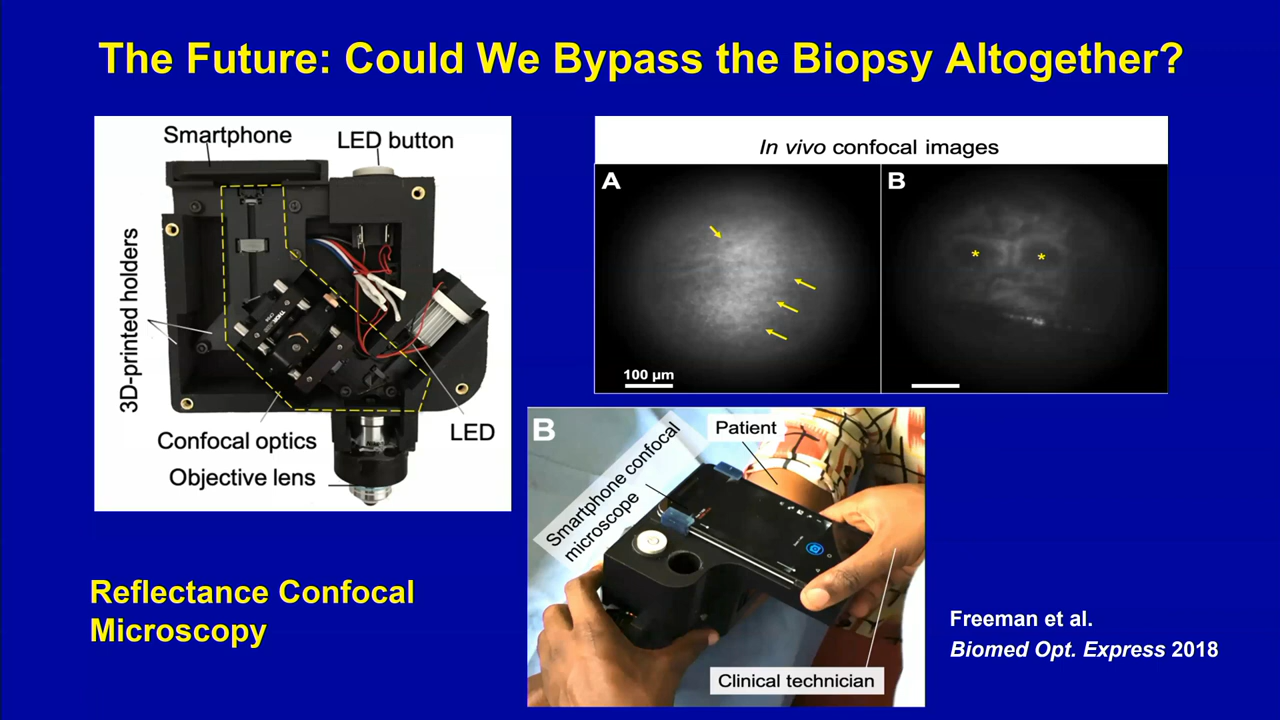 The Future: Could We Bypass the Biopsy Altogether?
Smartphone
LED button
3D-printed holders
Confocal optics
Objective lens
LED
In vivo confocal images
A
B
*
*
100 µm
B
Patient
Smartphone confocal
microscope
Clinical technician
Reflectance Confocal
Microscopy
Freeman et al.
Biomed Opt. Express 2018